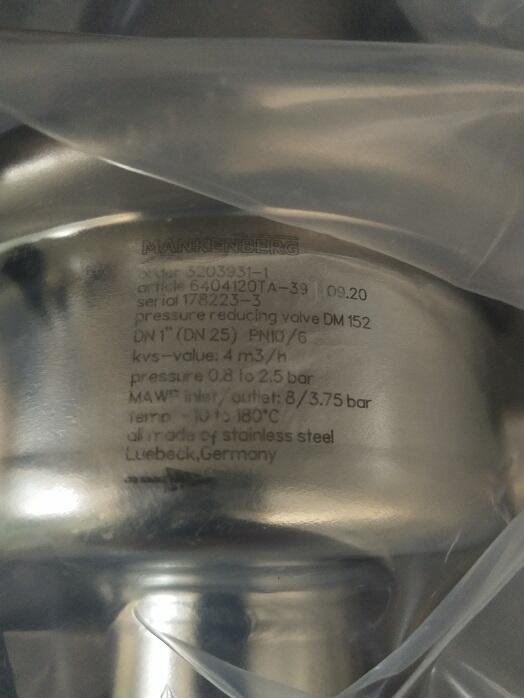 MANKENBERG
order 3203931-1
article 6404120TA-39 09.20
serial 178223-3
pressure reducing valve DM 152
DN 1" (DN 25) PN10/6
kvs-value: 4 m3/h
pressure 0.8 to 2.5 bar
MAWP inlet/outlet: 8/3.75 bar
Temp -10 to 180°C
all made of stainless steel
Luebeck,Germany